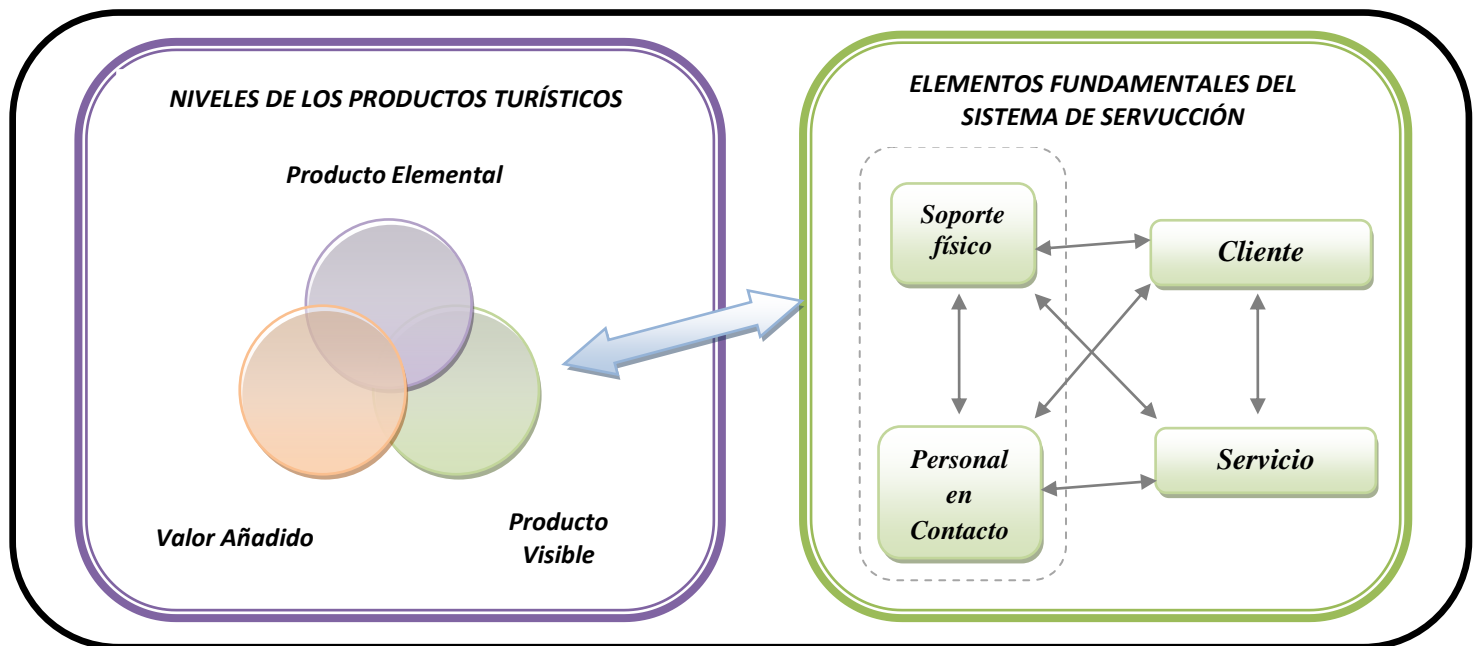 NIVELES DE LOS PRODUCTOS TURÍSTICOS
Producto Elemental
Valor Añadido
Producto
Visible
ELEMENTOS FUNDAMENTALES DEL
SISTEMA DE SERVUCCIÓN
Soporte
físico
Cliente
Personal
en
Contacto
Servicio